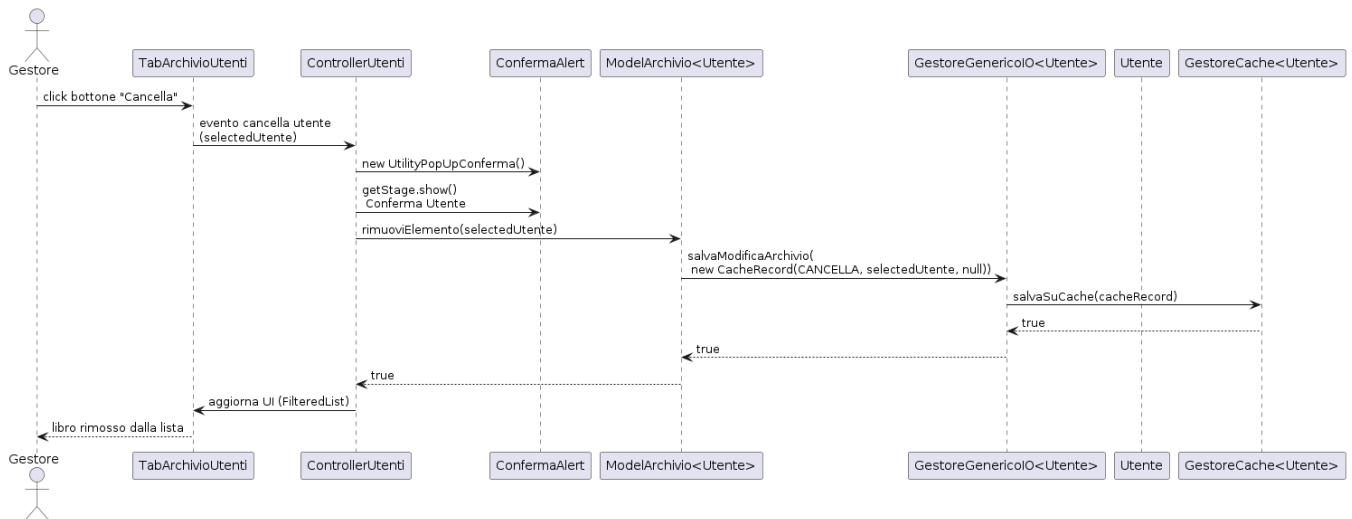 Gestore
TabArchivioUtenti
ControllerUtenti
ConfermaAlert
ModelArchivio<Utente>
GestoreGenericoIO<Utente>
Utente
GestoreCache<Utente>
click bottone "Cancella"
evento cancella utente
(selectedUtente)
new UtilityPopUpConferma()
getStage.show()
Conferma Utente
rimuoviElemento(selectedUtente)
salvaModificaArchivio(
new CacheRecord(CANCELLA, selectedUtente, null))
salvaSuCache(cacheRecord)
true
true
true
aggiorna UI (FilteredList)
libro rimosso dalla lista
Gestore
TabArchivioUtenti
ControllerUtenti
ConfermaAlert
ModelArchivio<Utente>
GestoreGenericoIO<Utente>
Utente
GestoreCache<Utente>